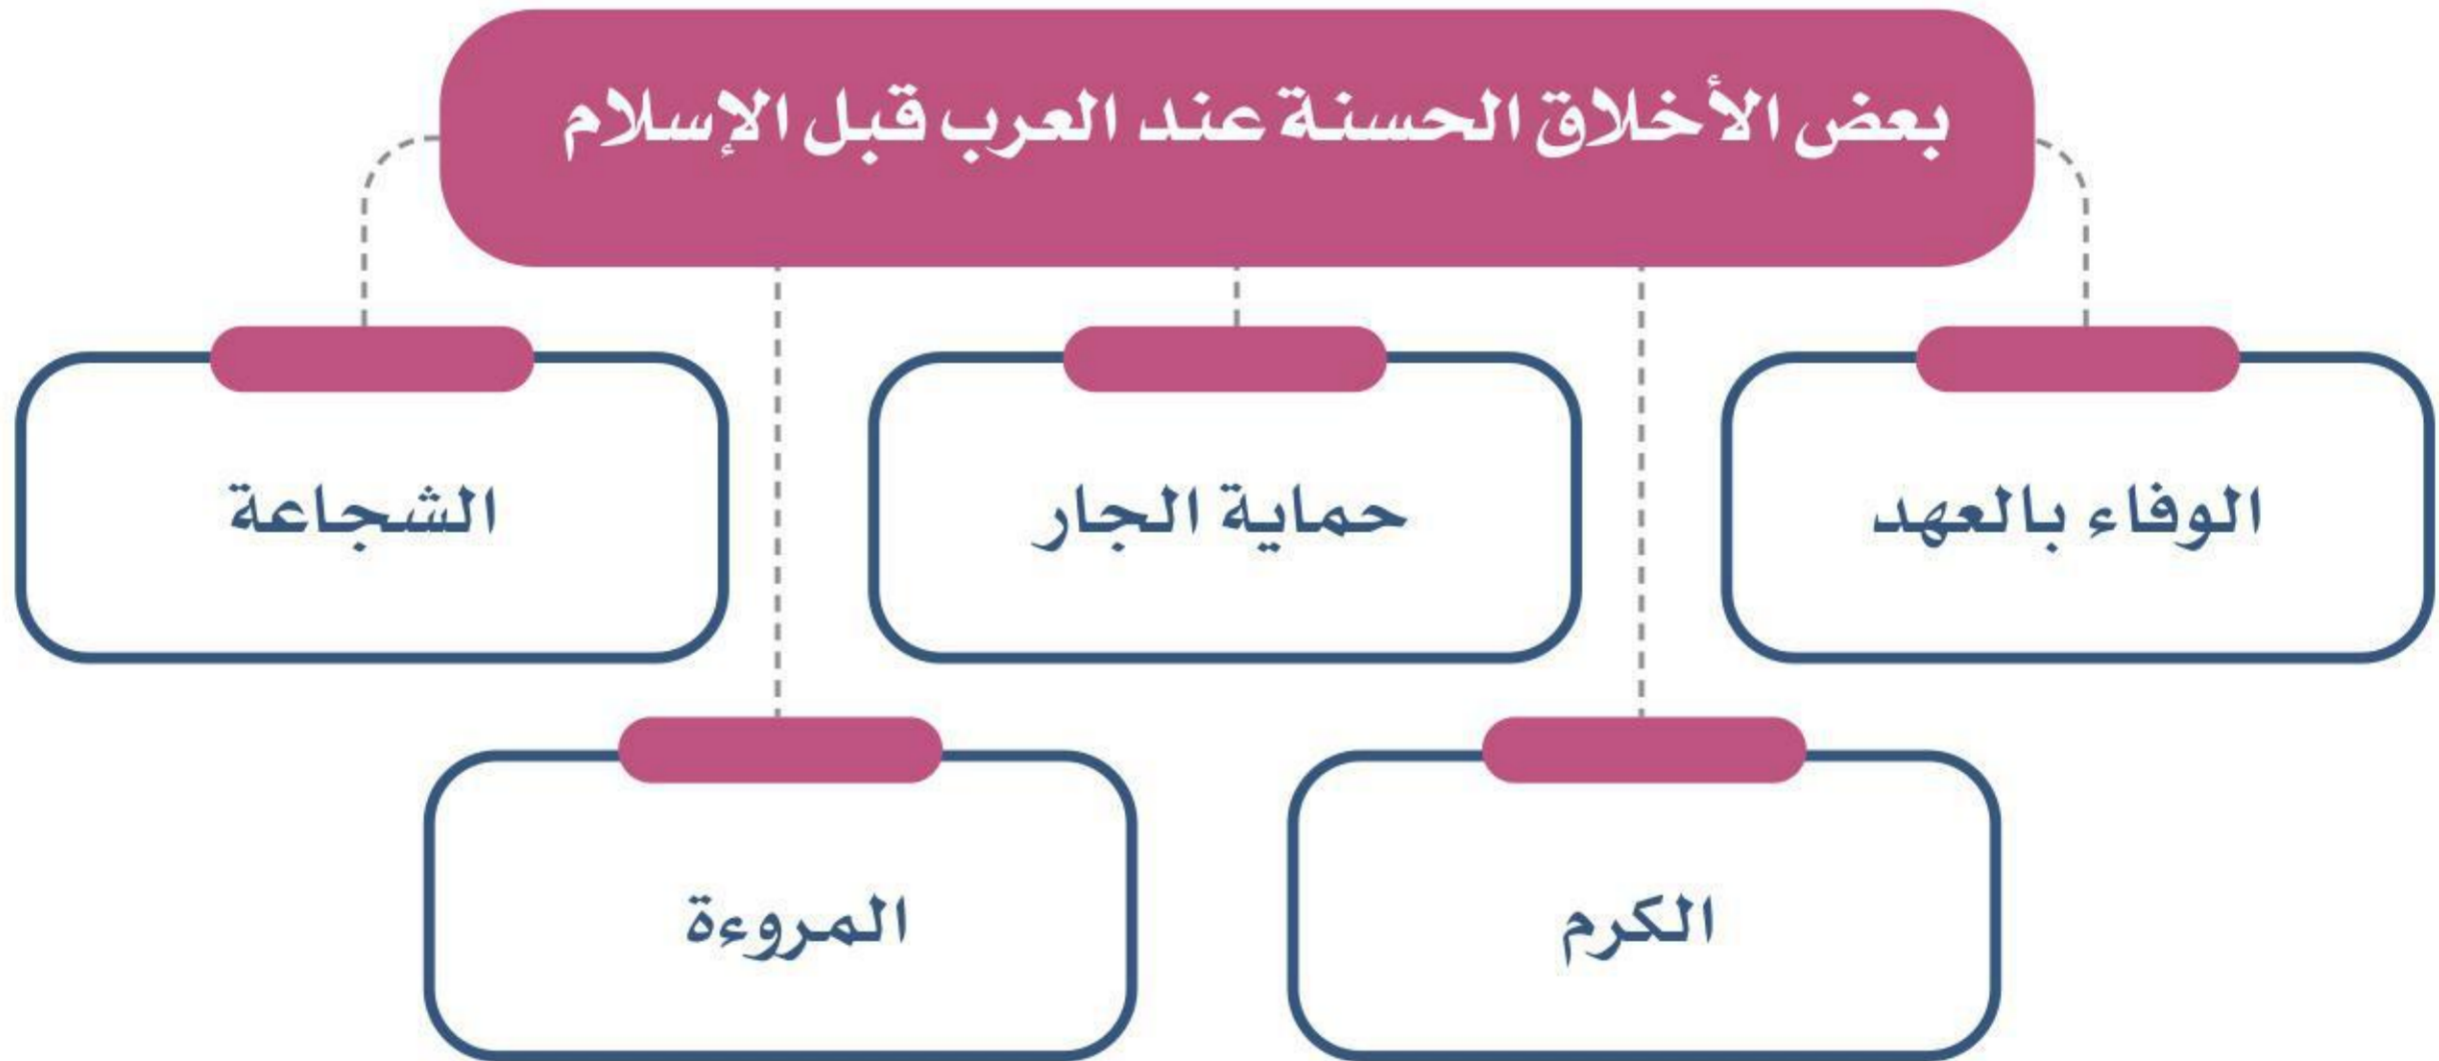 بعض الأخلاق الحسنة عند العرب قبل الإسلام
الوفاء بالعهد
حماية الجار
الشجاعة
الكرم
المروءة